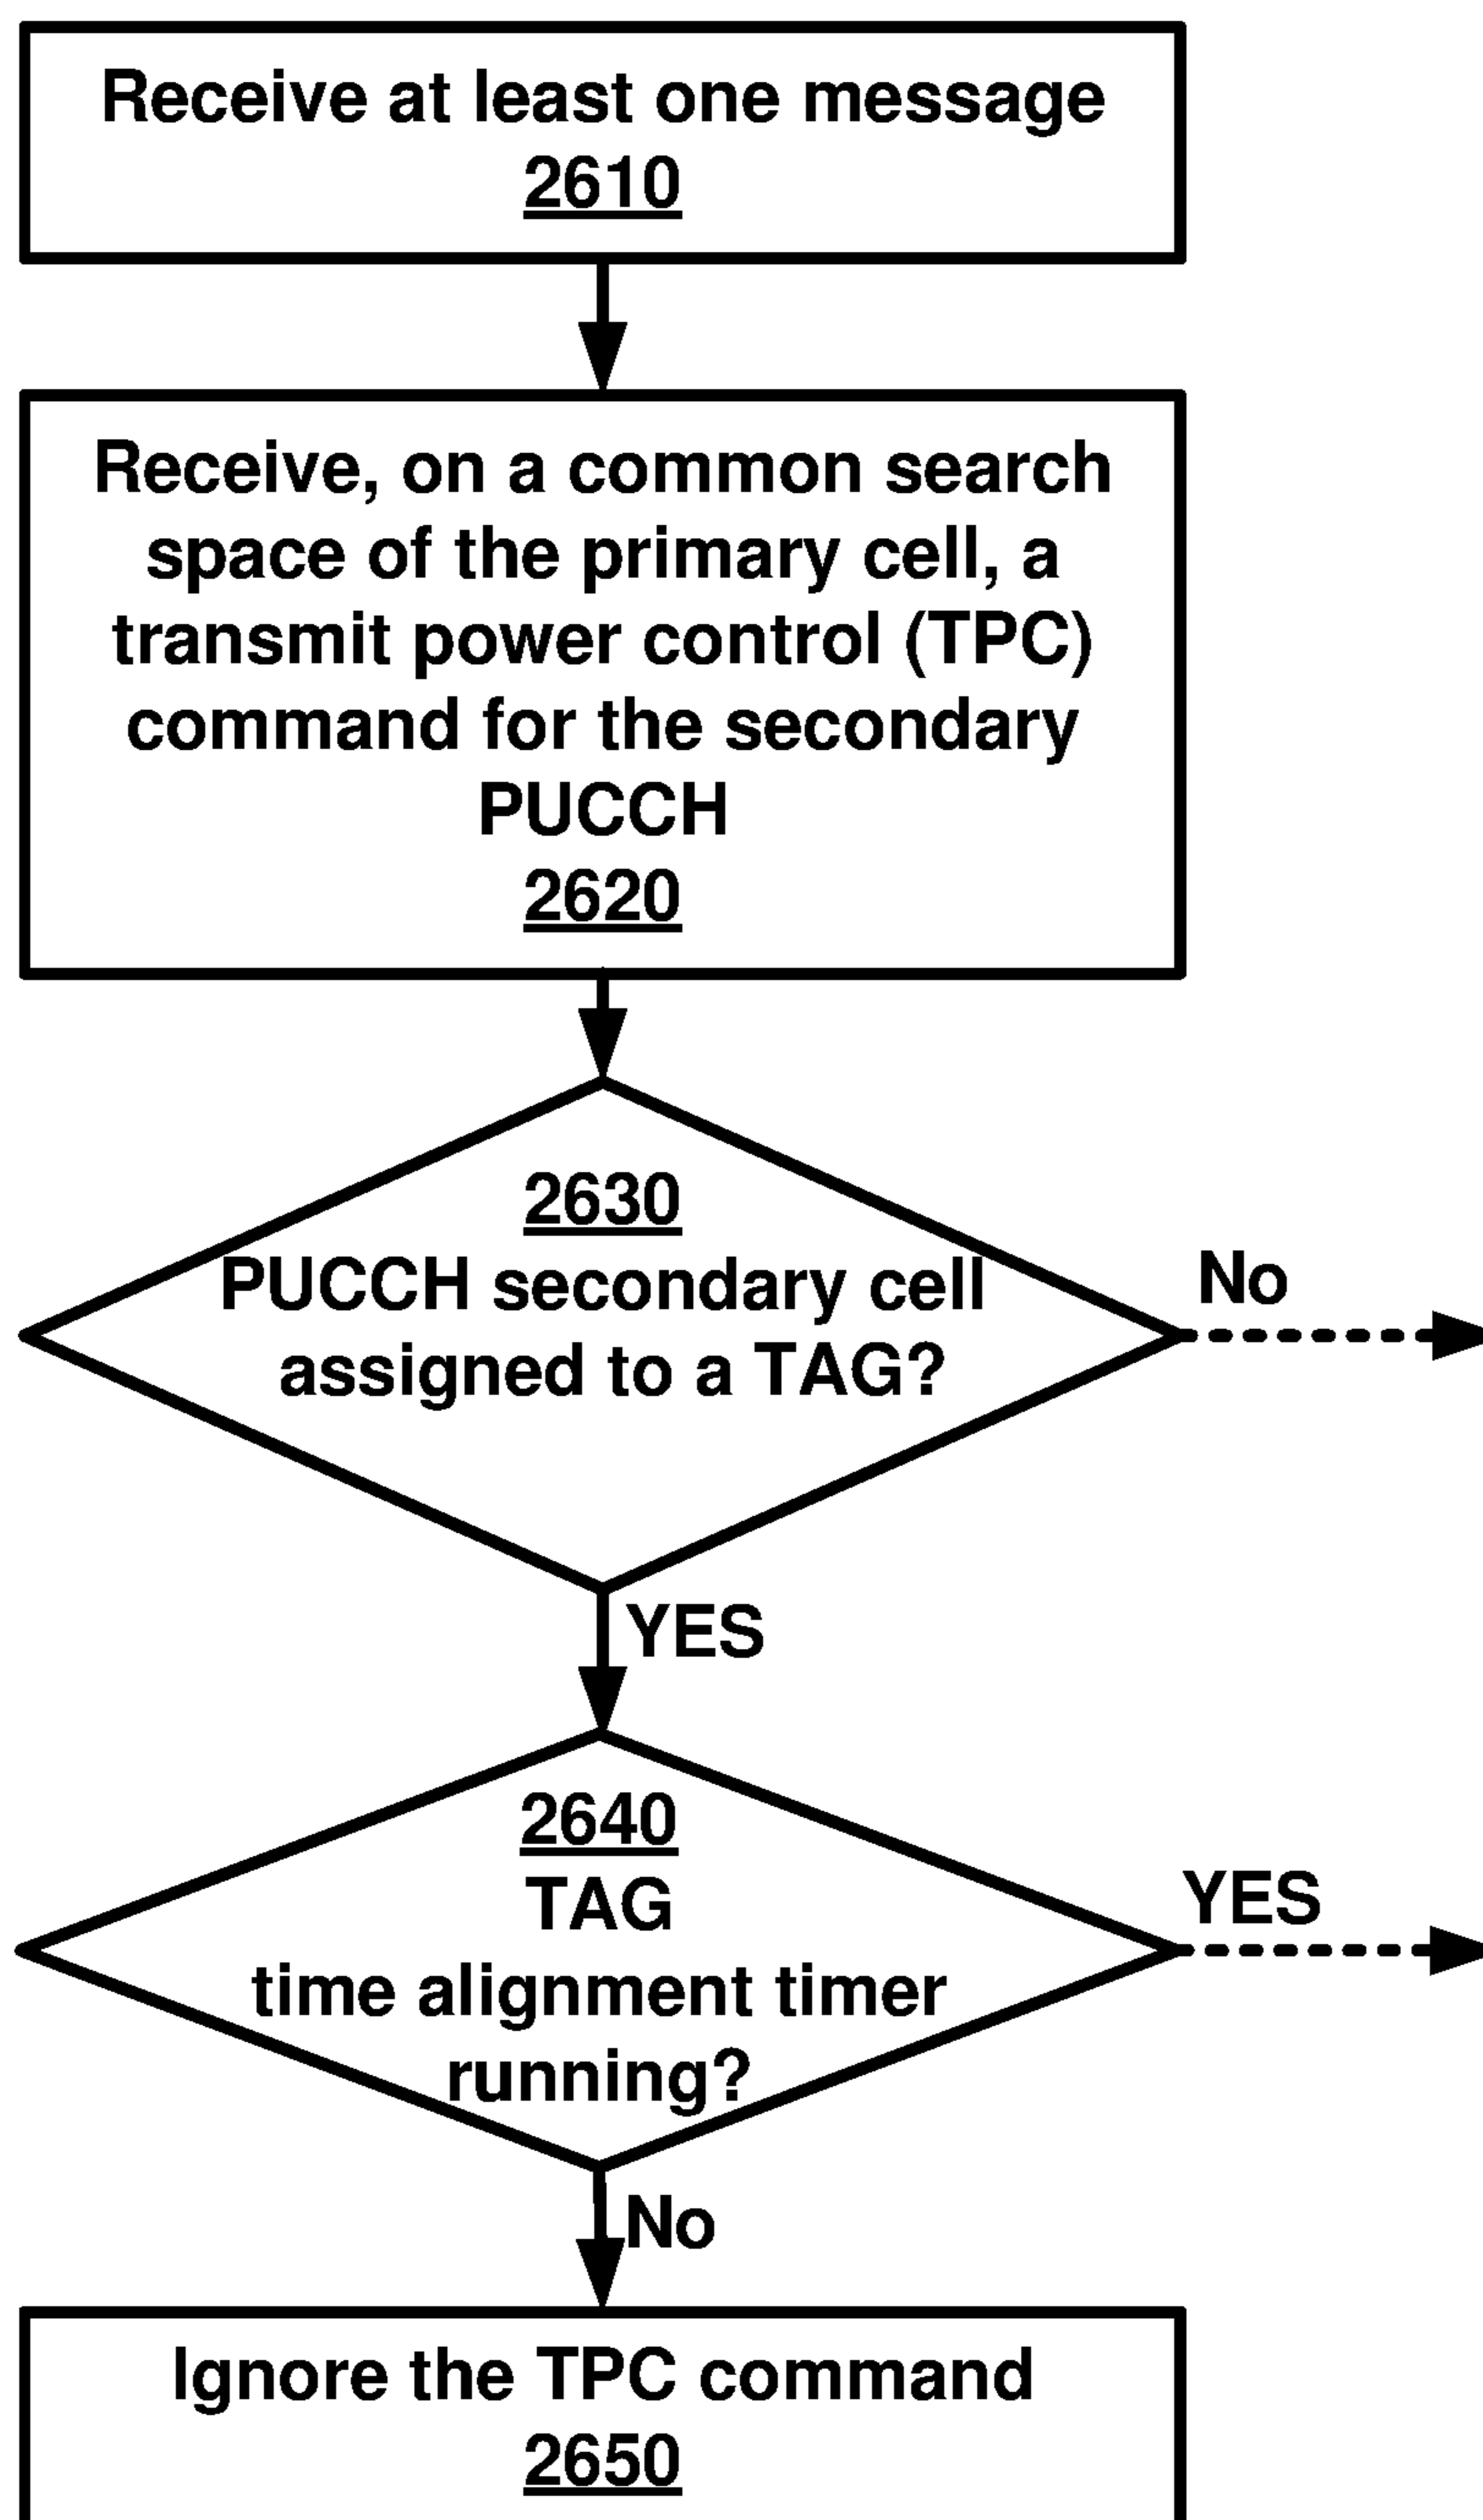 Receive at least one message
2610
Receive, on a common search
space of the primary cell, a
transmit power control (TPC)
command for the secondary
PUCCH
2620
2630
PUCCH secondary cell
assigned to a TAG?
No
YES
2640
TAG
time alignment timer
running?
YES
No
Ignore the TPC command
2650